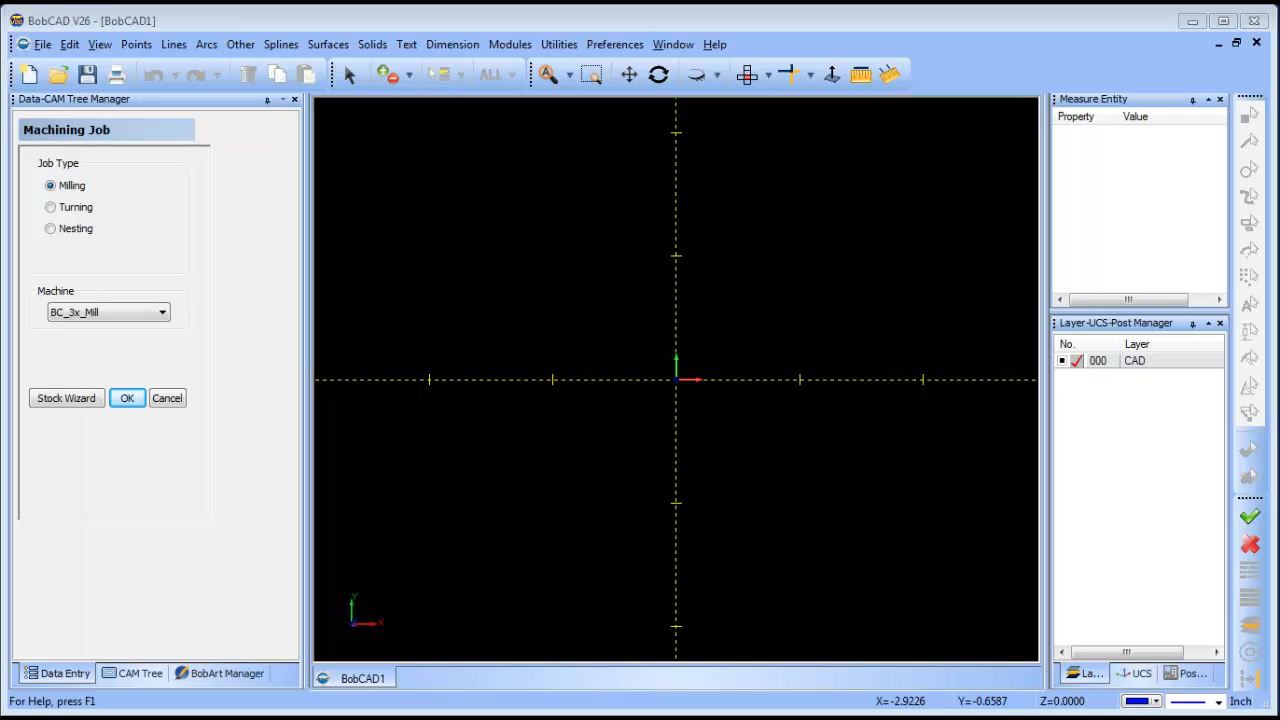 BobCAD V26 - [BobCAD1]
File Edit View Points Lines Arcs Other Splines Surfaces Solids Text Dimension Modules Utilities Preferences Window Help
ALL
Data-CAM Tree Manager
Machining Job
Job Type
Milling
Turning
Nesting
Machine
BC_3x_Mill
Stock Wizard OK Cancel
Data Entry CAM Tree BobArt Manager
Y
X
BobCAD1
Measure Entity
Property Value
Layer-UCS-Post Manager
No. Layer
000 CAD
La... UCS Pos...
For Help, press F1 X=-2.9226 Y=-0.6587 Z=0.0000 Inch